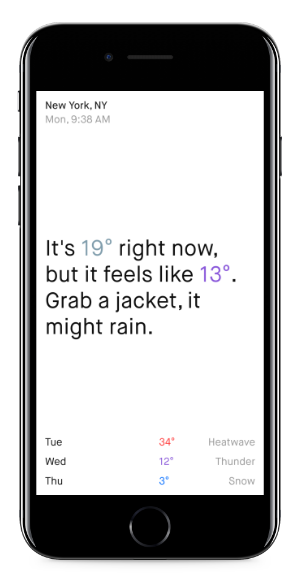 New York, NY
Mon, 9:38 AM
It's 19° right now,
but it feels like 13°.
Grab a jacket, it
might rain.
Tue 34° Heatwave
Wed 12° Thunder
Thu 3° Snow